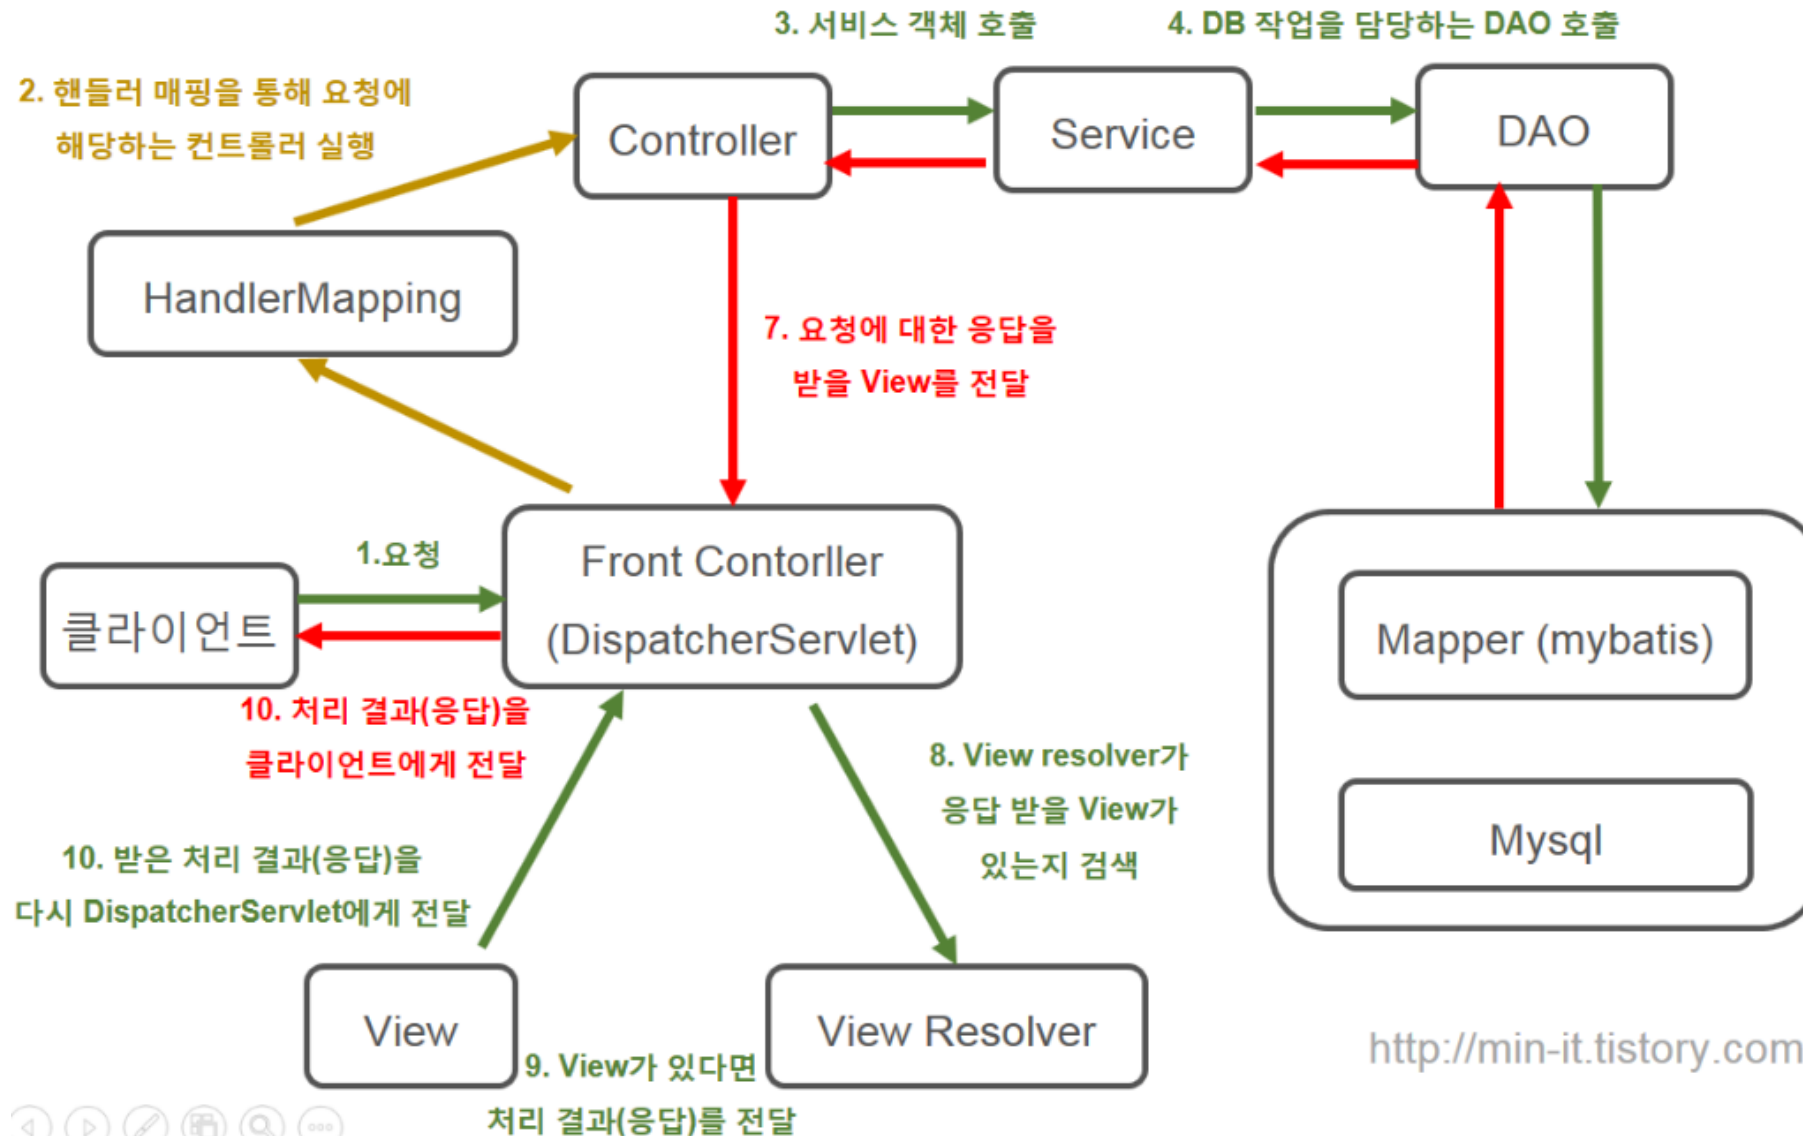 3. 서비스 객체 호출
4. DB 작업을 담당하는 DAO 호출
2. 핸들러 매핑을 통해 요청에
해당하는 컨트롤러 실행
Controller
Service
DAO
HandlerMapping
7. 요청에 대한 응답을
받을 View를 전달
1.요청
클라이언트
Front Contorller
(DispatcherServlet)
Mapper (mybatis)
Mysql
10. 처리 결과(응답)을
클라이언트에게 전달
8. View resolver가
응답 받을 View가
있는지 검색
10. 받은 처리 결과(응답)을
다시 DispatcherServlet에게 전달
View
View Resolver
9. View가 있다면
처리 결과(응답)를 전달
http://min-it.tistory.com